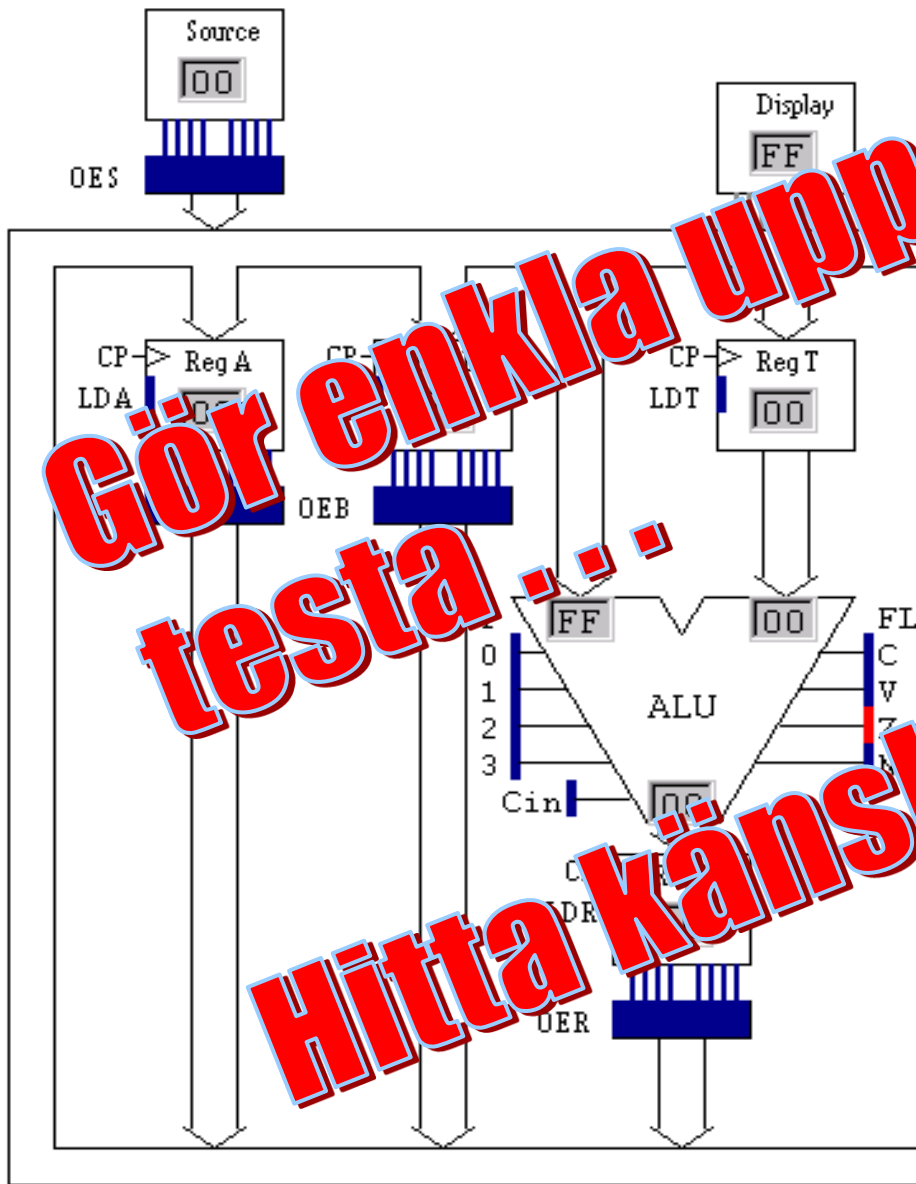 Source
00
OES
Display
FF
Gör enkla upp
testa ...
Hitta
CP
Reg A
LDA
CP
CP
Reg T
LDT
00
OEB
FF
00
FL
0
C
1
V
2
Z
3
ALU
Cin
OER